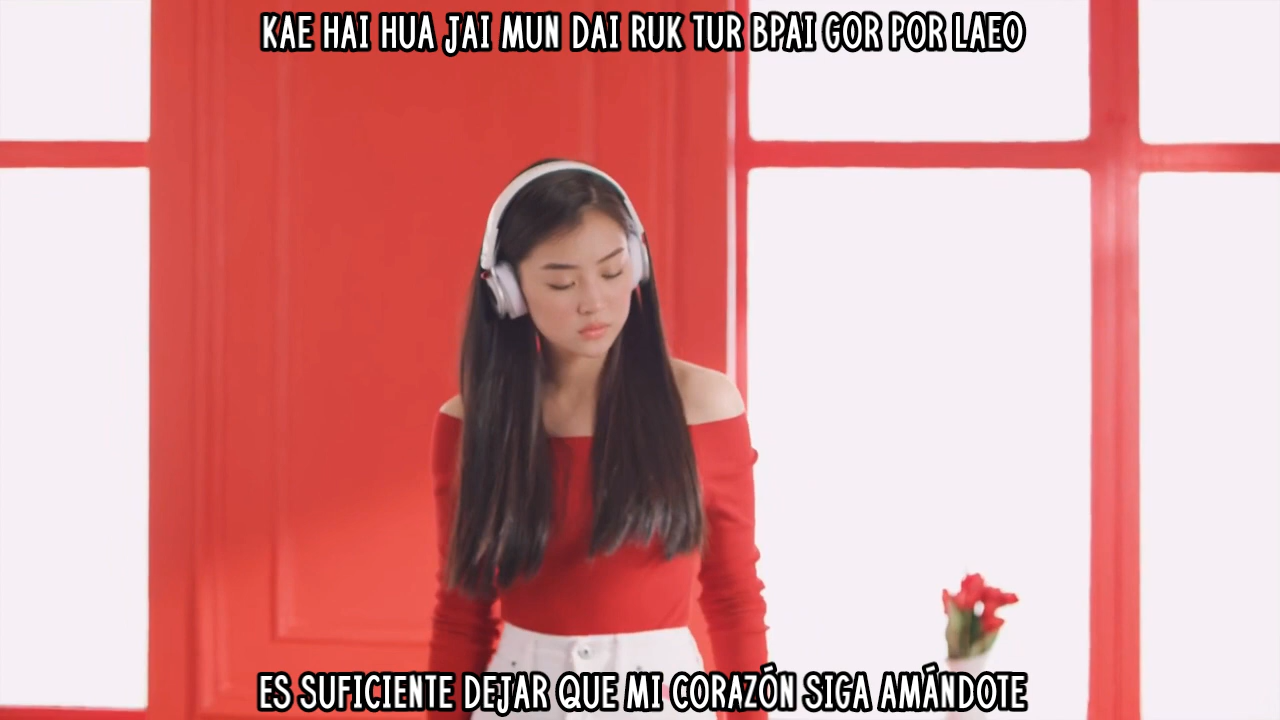 KAE HAI HUA JAI MUN DAI RUK TUR BPAI GOR POR LAEO
ES SUFICIENTE DEJAR QUE MI CORAZÓN SIGA AMÁNDOTE